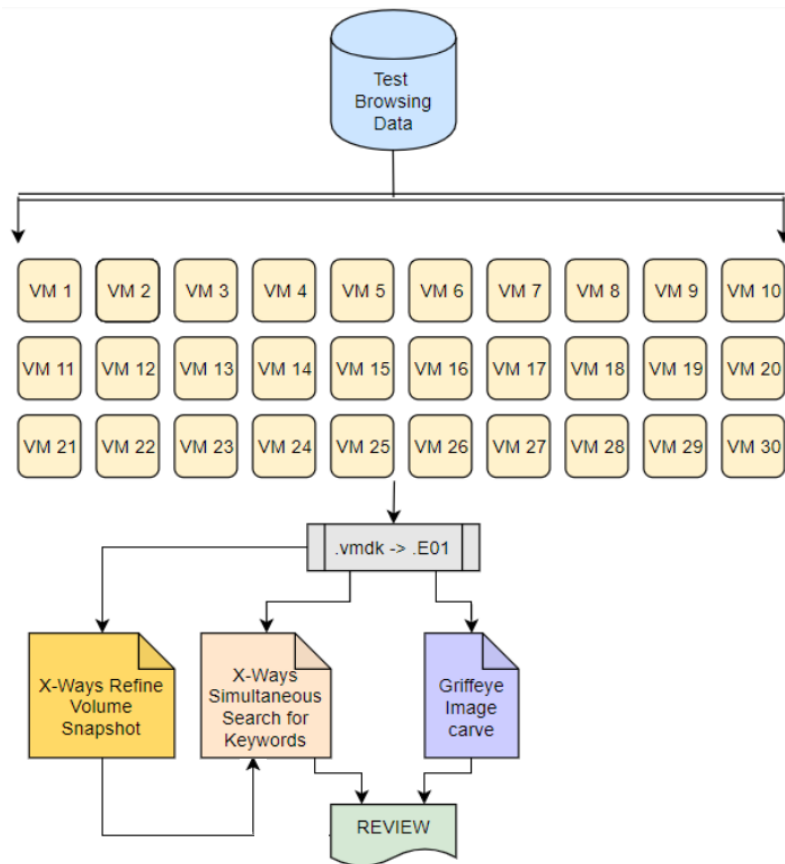 Test
Browsing
Data
VM 1
VM 2
VM 3
VM 4
VM 5
VM 6
VM 7
VM 8
VM 9
VM 10
VM 11
VM 12
VM 13
VM 14
VM 15
VM 16
VM 17
VM 18
VM 19
VM 20
VM 21
VM 22
VM 23
VM 24
VM 25
VM 26
VM 27
VM 28
VM 29
VM 30
.vmdk -> .E01
X-Ways Refine
Volume
Snapshot
X-Ways
Simultaneous
Search for
Keywords
Griffeye
Image
carve
REVIEW